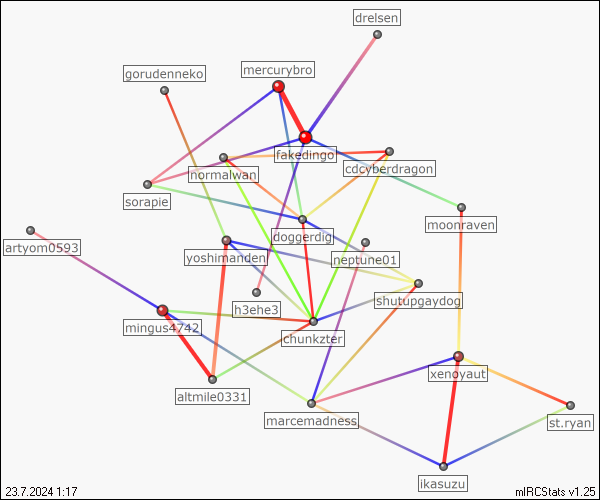 drelsen
mercurybro
gorudenneko
fakedingo
cdcyberdragon
normalwan
sorapie
moonraven
doggerdig
artyom0593
yoshimanden
neptune01
h3ehe3
shutupgaydog
mingus4742
chunkzter
xenoyaut
altmile0331
marcemadness
st.ryan
ikasuzu
23.7.2024 1:17
mIRCStats v1.25